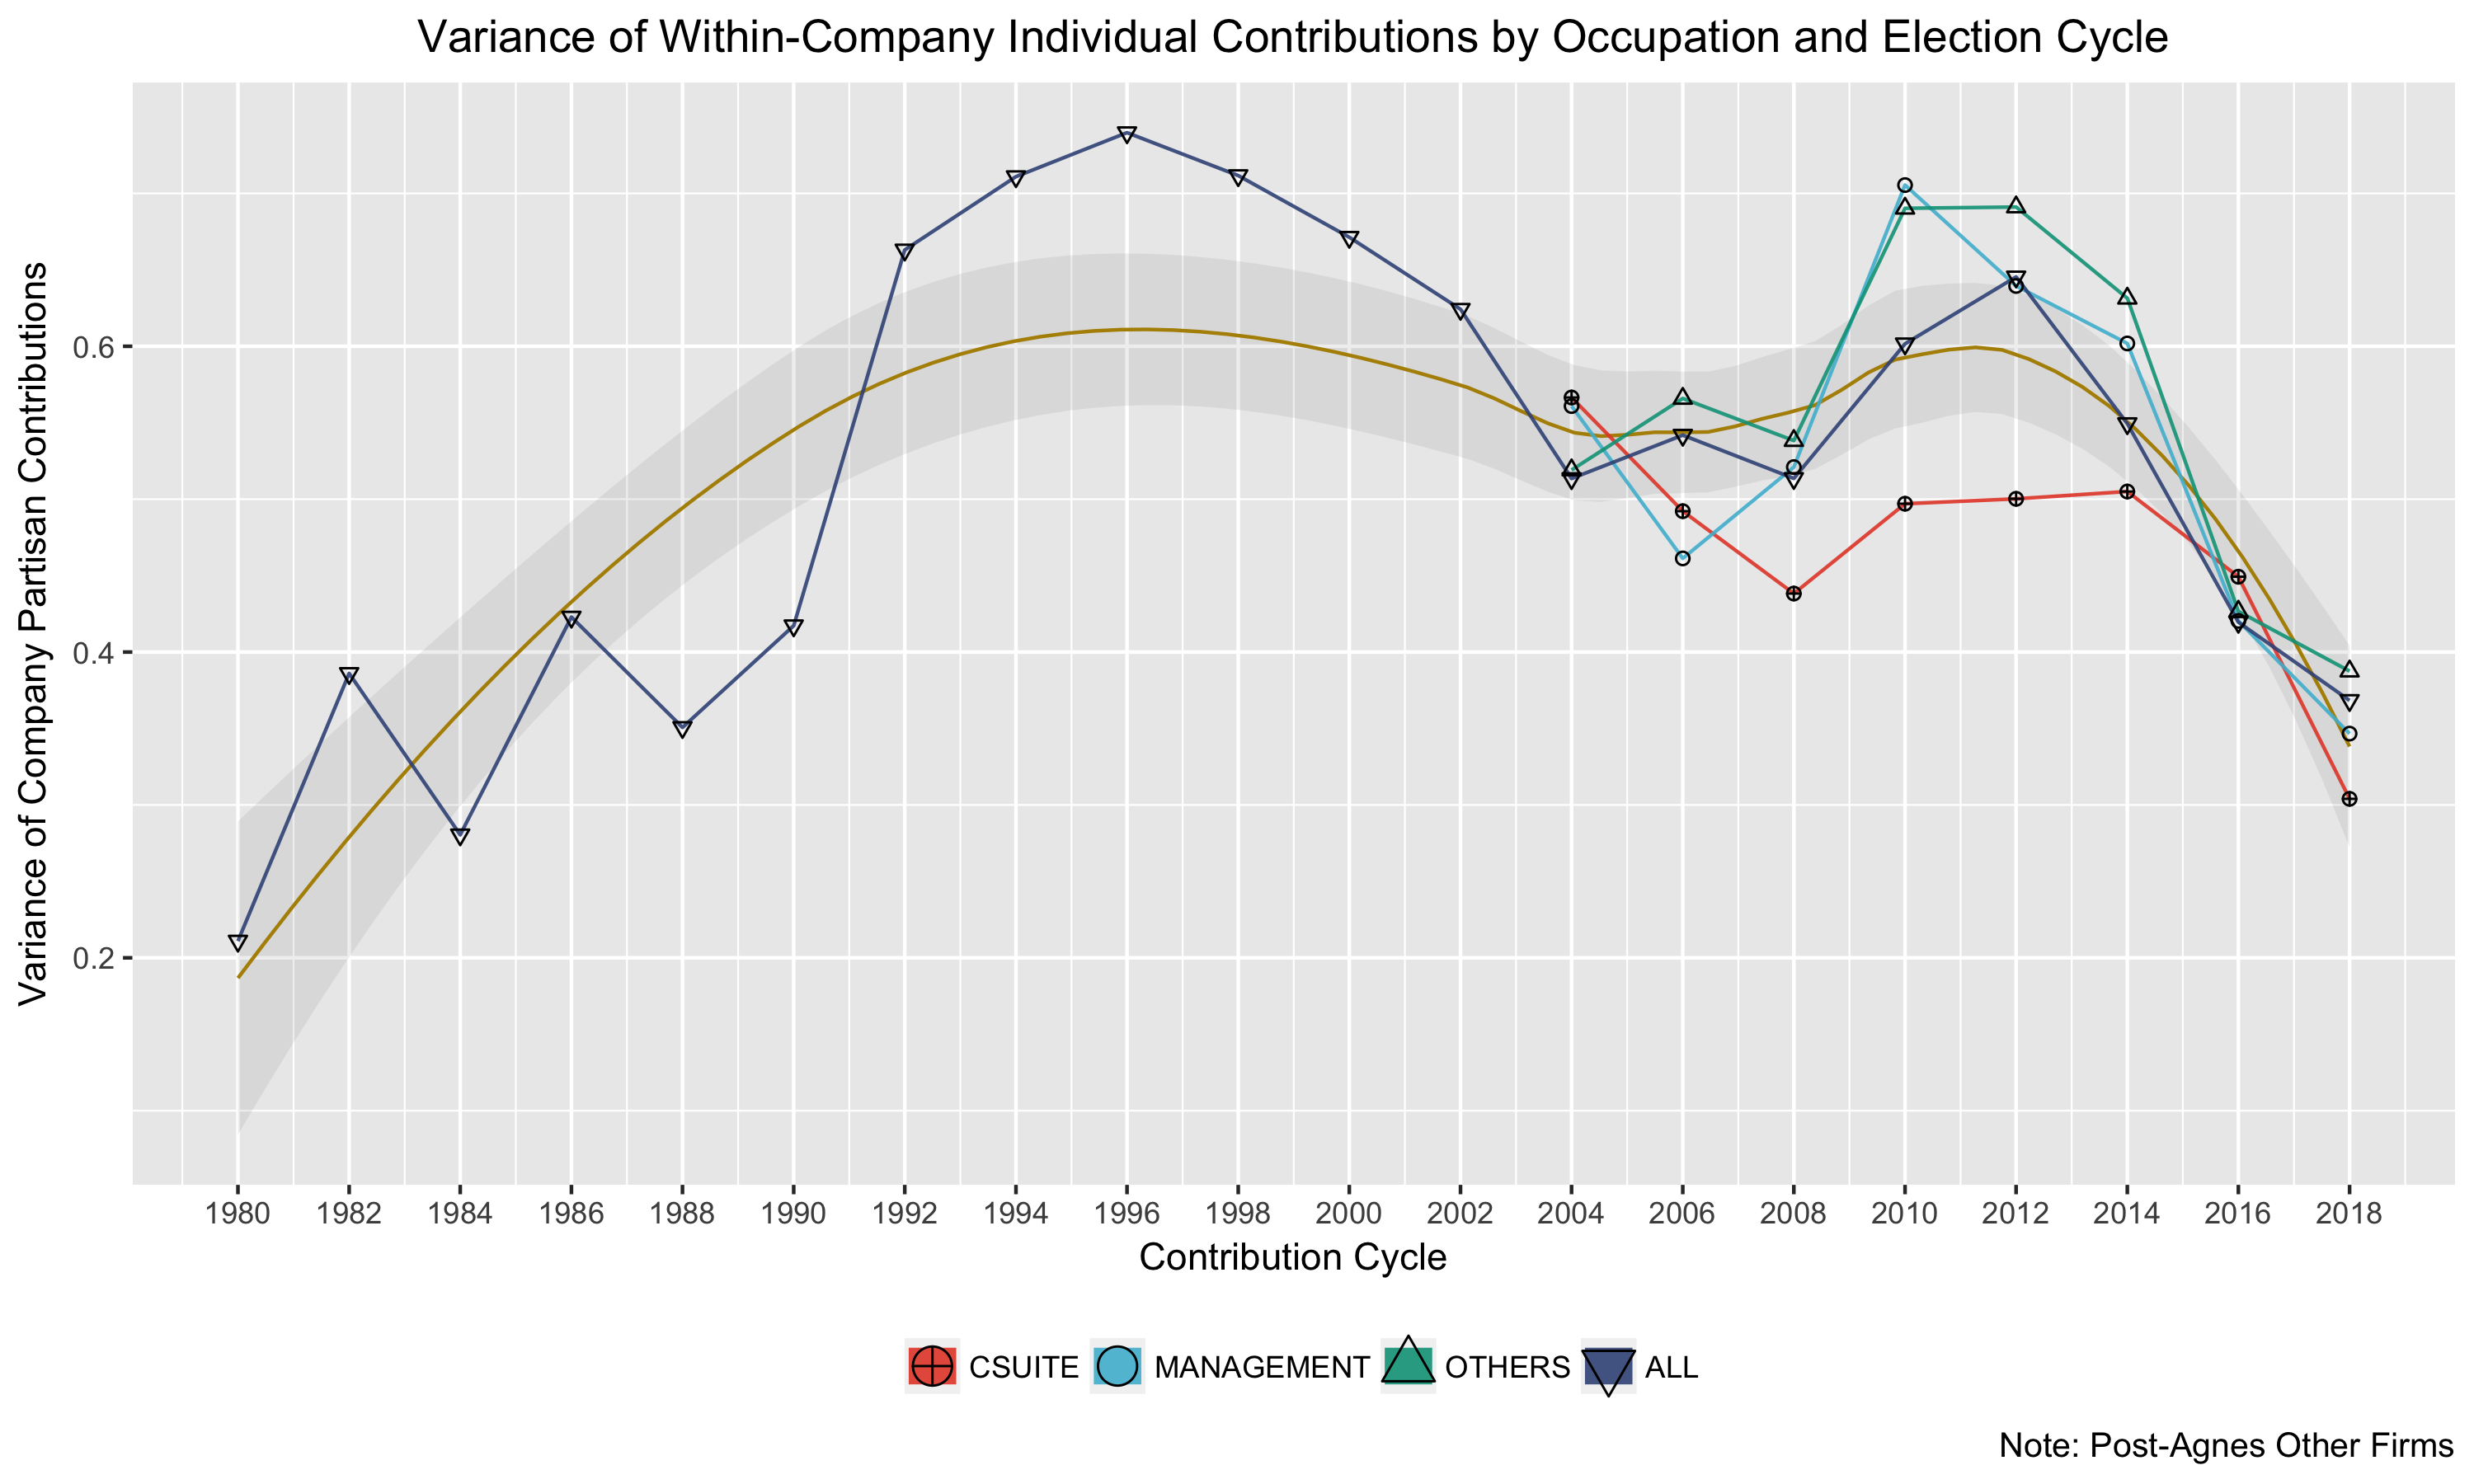 Variance of Within-Company Individual Contributions by Occupation and Election Cycle
Variance of Company Partisan Contributions
0.6
0.4
0.2
1980 1982 1984 1986 1988 1990 1992 1994 1996 1998 2000 2002 2004 2006 2008 2010 2012 2014 2016 2018
Contribution Cycle
CSUITE MANAGEMENT OTHERS ALL
Note: Post-Agnes Other Firms